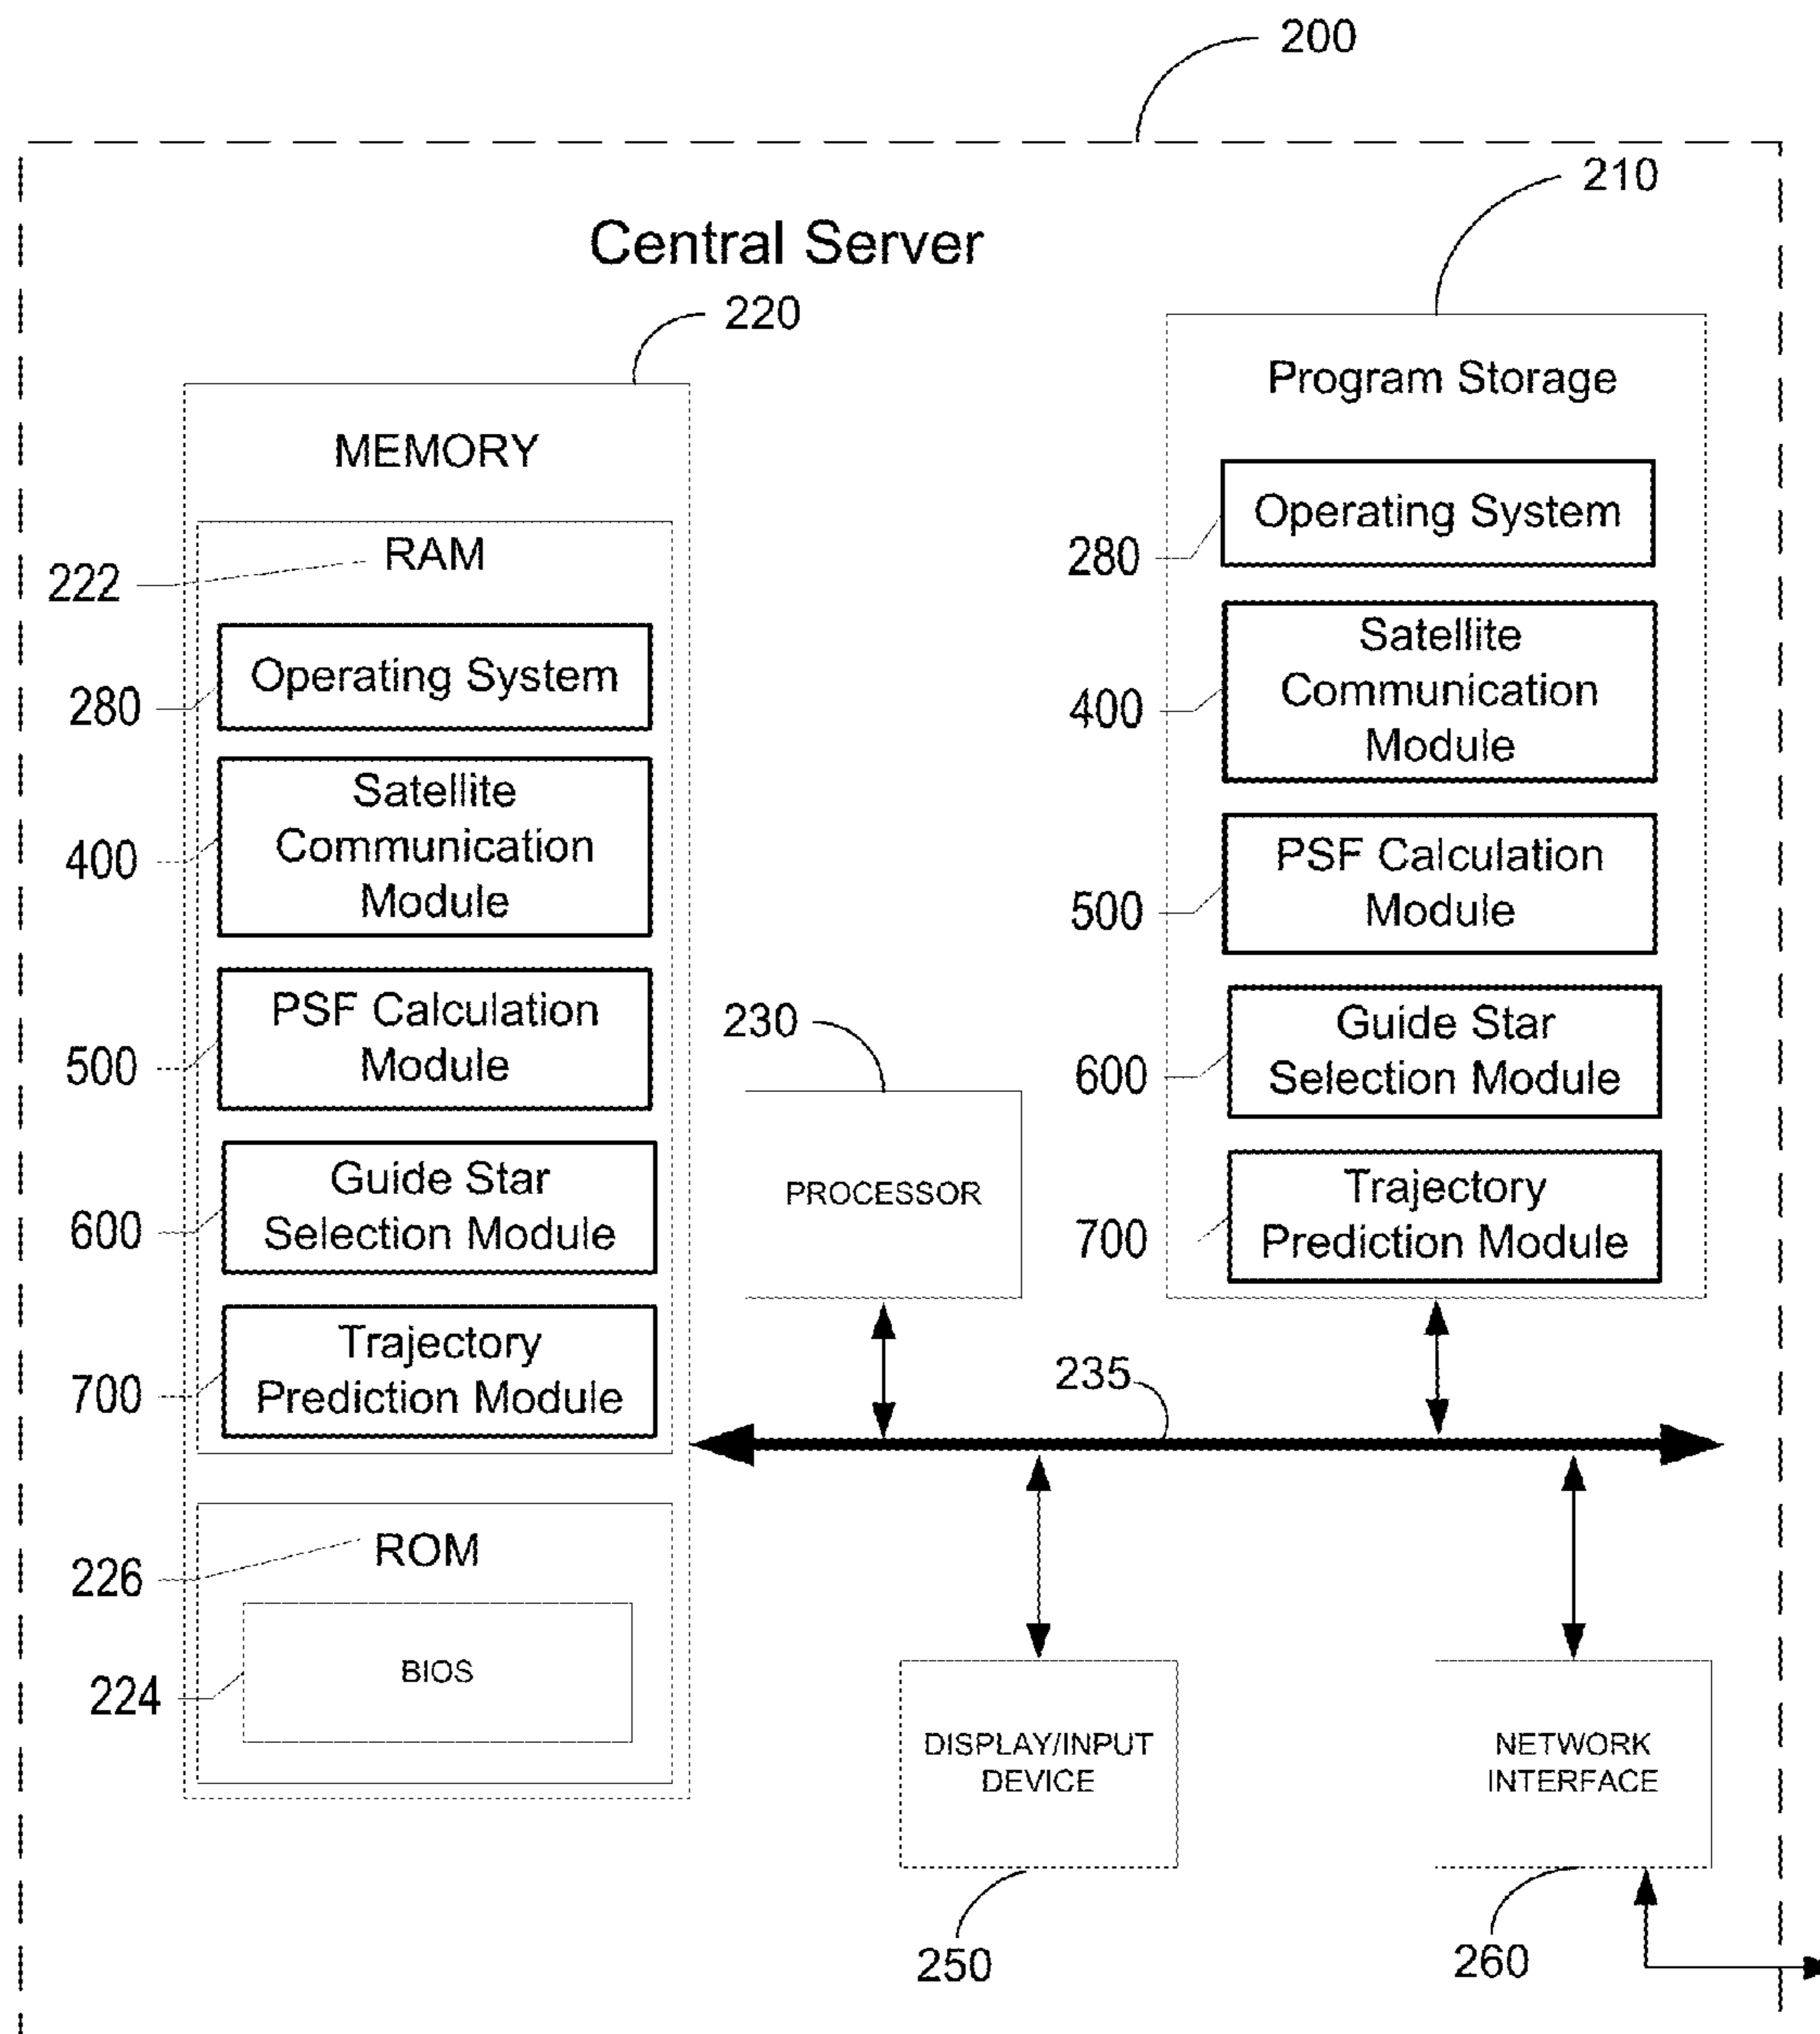 200
210
Central Server
220
Program Storage
MEMORY
Operating System
280
RAM
222
Satellite
Communication
Module
400
Operating System
280
Satellite
Communication
Module
400
PSF Calculation
Module
500
PSF Calculation
Module
500
Guide Star
Selection Module
600
230
PROCESSOR
Guide Star
Selection Module
600
Trajectory
Prediction Module
700
Trajectory
Prediction Module
700
235
ROM
226
BIOS
224
DISPLAY/INPUT
DEVICE
NETWORK
INTERFACE
250
260